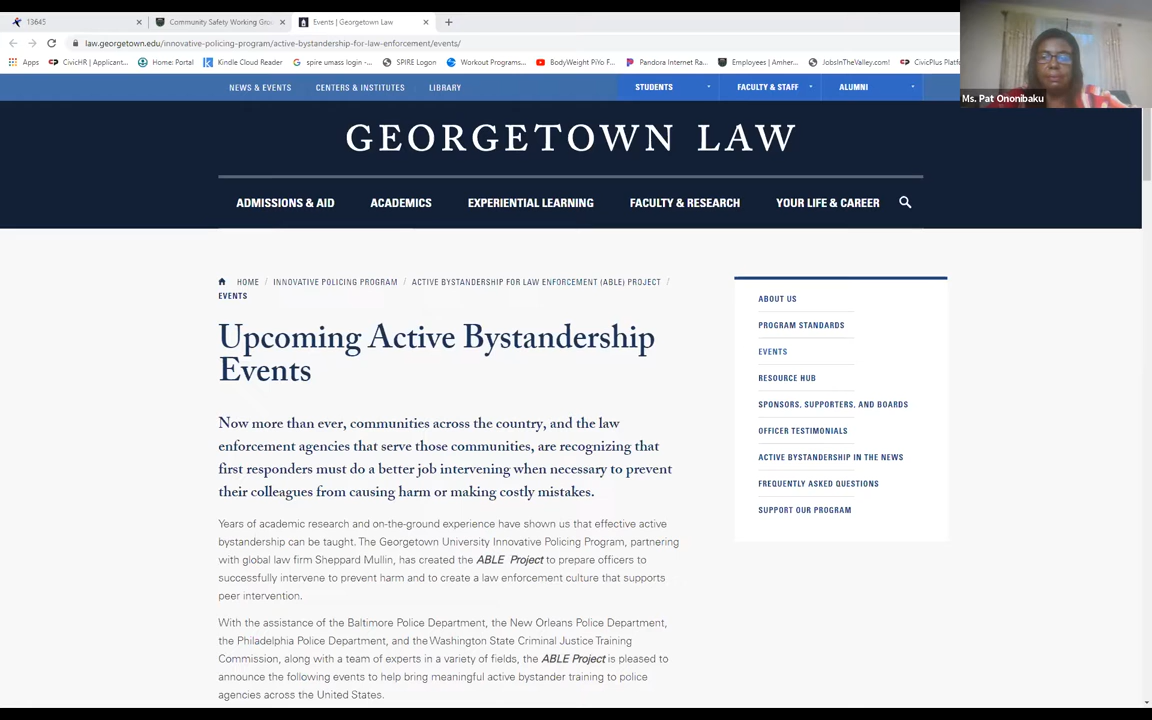 13645
Community Safety Working Grou
Events | Georgetown Law
law.georgetown.edu/innovative-policing-program/active-bystandership-for-law-enforcement/events/
Apps
CivicHR | Applicant...
Home: Portal
Kindle Cloud Reader
spire umass login -...
SPIRE Logon
Workout Programs...
BodyWeight PiYo F...
Pandora Internet Ra...
Employees | Amher...
JobsInTheValley.com!
CivicPlus Platf
Ms. Pat Ononibaku
NEWS & EVENTS
CENTERS & INSTITUTES
LIBRARY
STUDENTS
FACULTY & STAFF
ALUMNI
GEORGETOWN LAW
ADMISSIONS & AID
ACADEMICS
EXPERIENTIAL LEARNING
FACULTY & RESEARCH
YOUR LIFE & CAREER
HOME / INNOVATIVE POLICING PROGRAM / ACTIVE BYSTANDERSHIP FOR LAW ENFORCEMENT (ABLE) PROJECT /
EVENTS
Upcoming Active Bystandership
Events
Now more than ever, communities across the country, and the law
enforcement agencies that serve those communities, are recognizing that
first responders must do a better job intervening when necessary to prevent
their colleagues from causing harm or making costly mistakes.
Years of academic research and on-the-ground experience have shown us that effective active
bystandership can be taught. The Georgetown University Innovative Policing Program, partnering
with global law firm Sheppard Mullin, has created the ABLE Project to prepare officers to
successfully intervene to prevent harm and to create a law enforcement culture that supports
peer intervention.
With the assistance of the Baltimore Police Department, the New Orleans Police Department,
the Philadelphia Police Department, and the Washington State Criminal Justice Training
Commission, along with a team of experts in a variety of fields, the ABLE Project is pleased to
announce the following events to help bring meaningful active bystander training to police
agencies across the United States.
ABOUT US
PROGRAM STANDARDS
EVENTS
RESOURCE HUB
SPONSORS, SUPPORTERS, AND BOARDS
OFFICER TESTIMONIALS
ACTIVE BYSTANDERSHIP IN THE NEWS
FREQUENTLY ASKED QUESTIONS
SUPPORT OUR PROGRAM